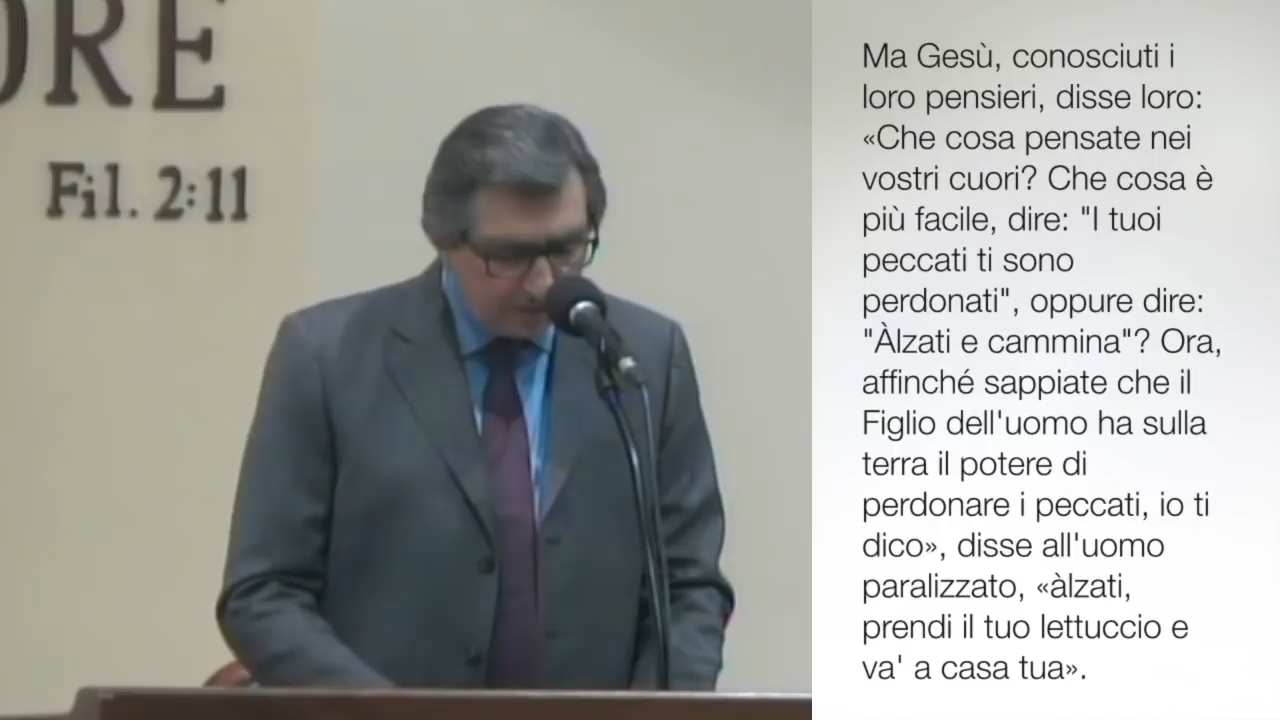 ORE
Fil. 2:11
Ma Gesù, conosciuti i
loro pensieri, disse loro:
«Che cosa pensate nei
vostri cuori? Che cosa è
più facile, dire: "I tuoi
peccati ti sono
perdonati", oppure dire:
"Àlzati e cammina"? Ora,
affinché sappiate che il
Figlio dell'uomo ha sulla
terra il potere di
perdonare i peccati, io ti
dico», disse all'uomo
paralizzato, «àlzati,
prendi il tuo lettuccio e
va' a casa tua».